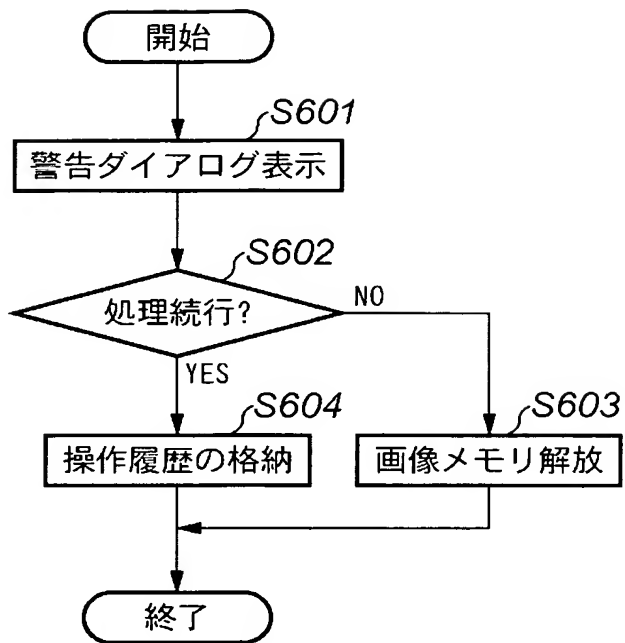 開始
S601
警告ダイアログ表示
S602
処理続行?
NO
YES
S604
操作履歴の格納
S603
画像メモリ解放
終了